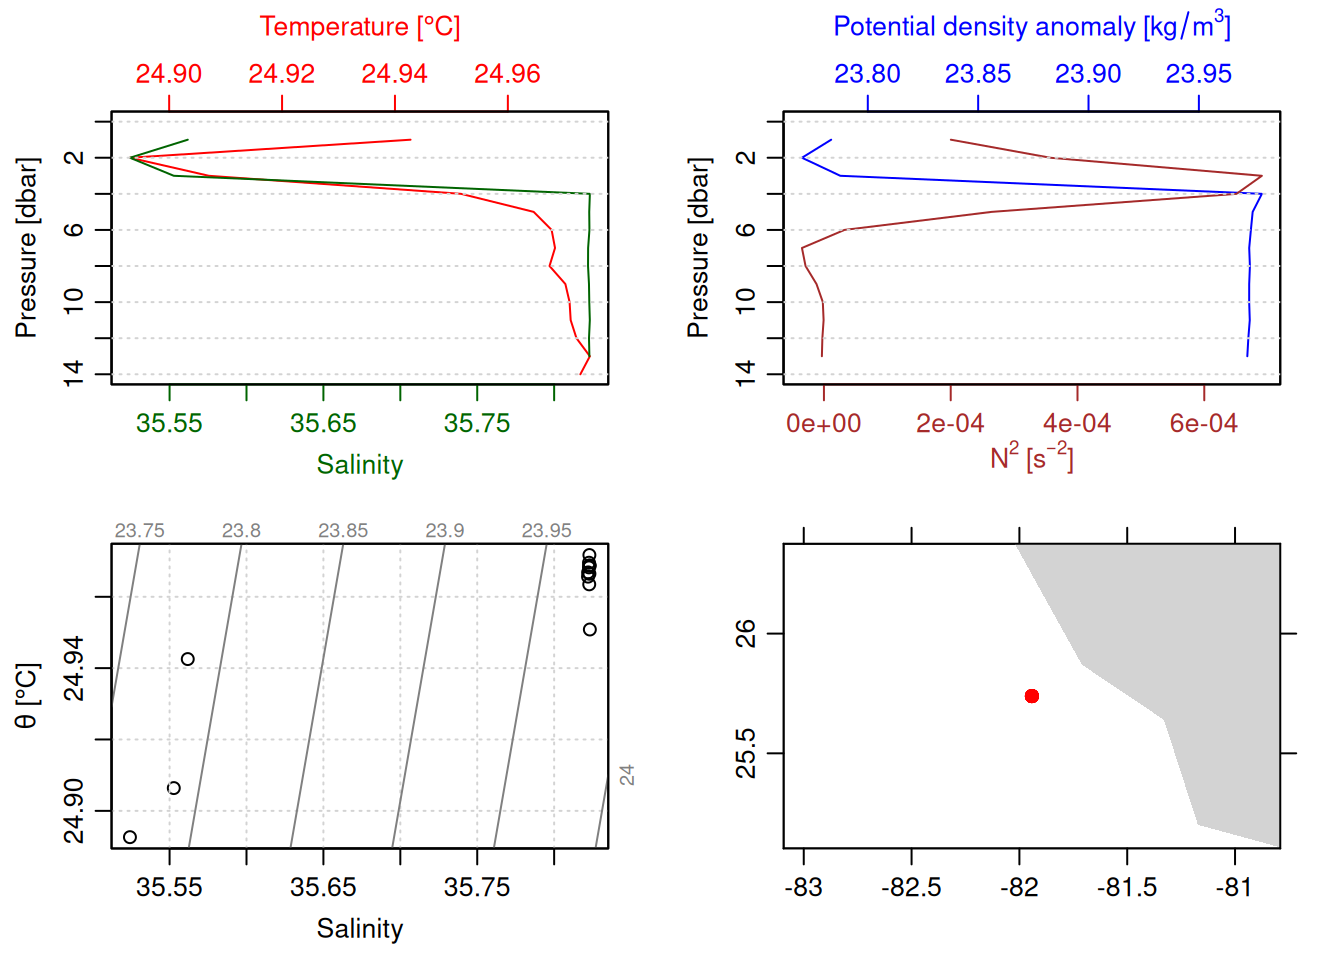 Temperature [°C]
24.90 24.92 24.94 24.96
Pressure [dbar]
2
6
10
14
35.55 35.65 35.75
Salinity
Potential density anomaly [kg/m³]
23.80 23.85 23.90 23.95
Pressure [dbar]
2
6
10
14
0e+00 2e-04 4e-04 6e-04
N² [s⁻²]
23.75 23.8 23.85 23.9 23.95
θ [°C]
24.94
24.90
24
35.55 35.65 35.75
Salinity
26
25.5
-83 -82.5 -82 -81.5 -81